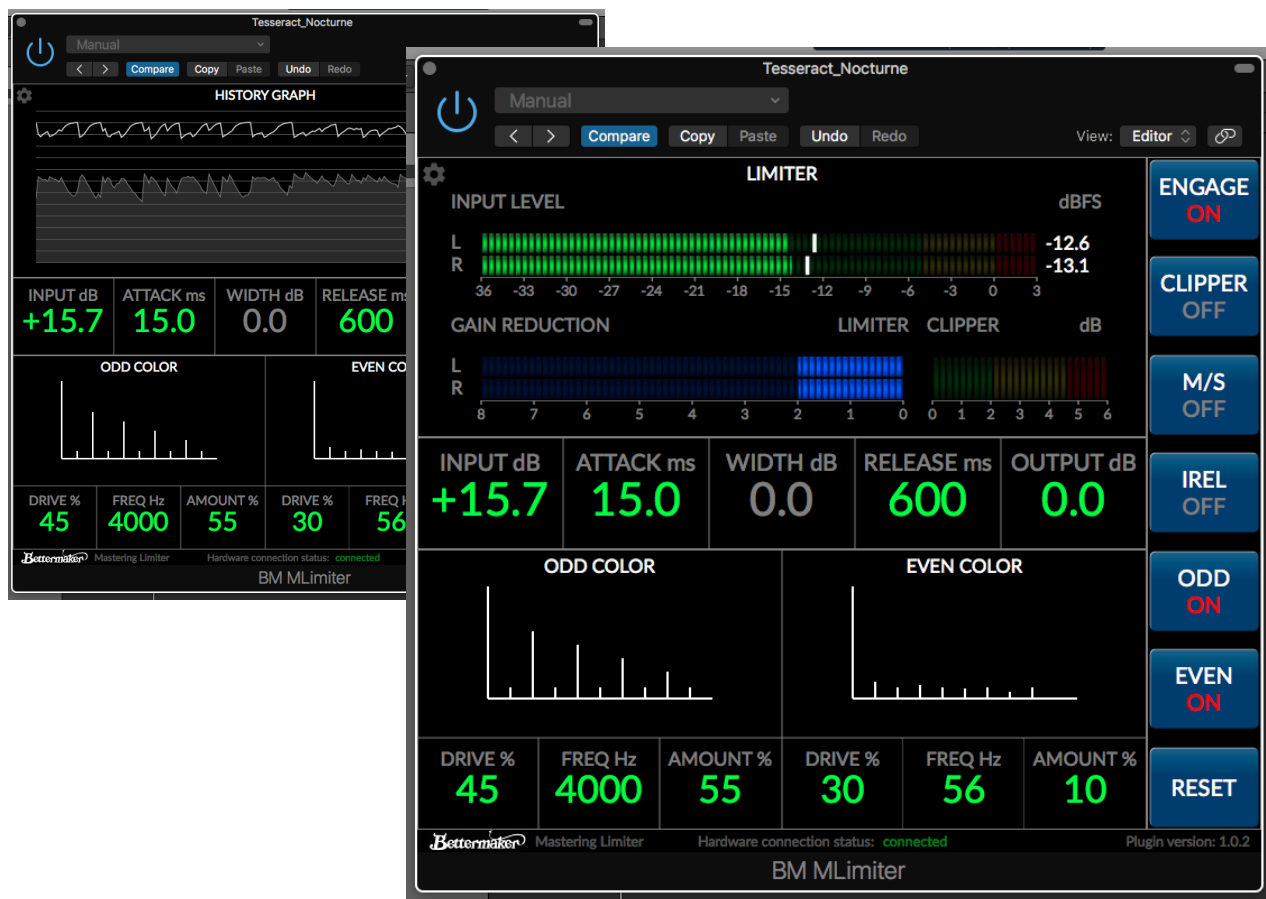 Tesseract_Nocturne
Manual
< > Compare Copy Paste Undo Redo
HISTORY GRAPH
INPUT dB ATTACK ms WIDTH dB RELEASE ms
+15.7 15.0 0.0 600
ODD COLOR EVEN CO
DRIVE % FREQ Hz AMOUNT % DRIVE % FREQ H
45 4000 55 30 56
Bettermaker Mastering Limiter Hardware connection status: connected
BM MLimiter
Tesseract_Nocturne
Manual
< > Compare Copy Paste Undo Redo View: Editor
LIMITER
INPUT LEVEL dBFS
L -12.6
R -13.1
36 -33 -30 -27 -24 -21 -18 -15 -12 -9 -6 -3 0 3
GAIN REDUCTION LIMITER CLIPPER dB
L
R
8 7 6 5 4 3 2 1 0 0 1 2 3 4 5 6
INPUT dB ATTACK ms WIDTH dB RELEASE ms OUTPUT dB
+15.7 15.0 0.0 600 0.0
ODD COLOR EVEN COLOR
DRIVE % FREQ Hz AMOUNT % DRIVE % FREQ Hz AMOUNT %
45 4000 55 30 56 10
Bettermaker Mastering Limiter Hardware connection status: connected Plugin version: 1.0.2
BM MLimiter
ENGAGE
ON
CLIPPER
OFF
M/S
OFF
IREL
OFF
ODD
ON
EVEN
ON
RESET